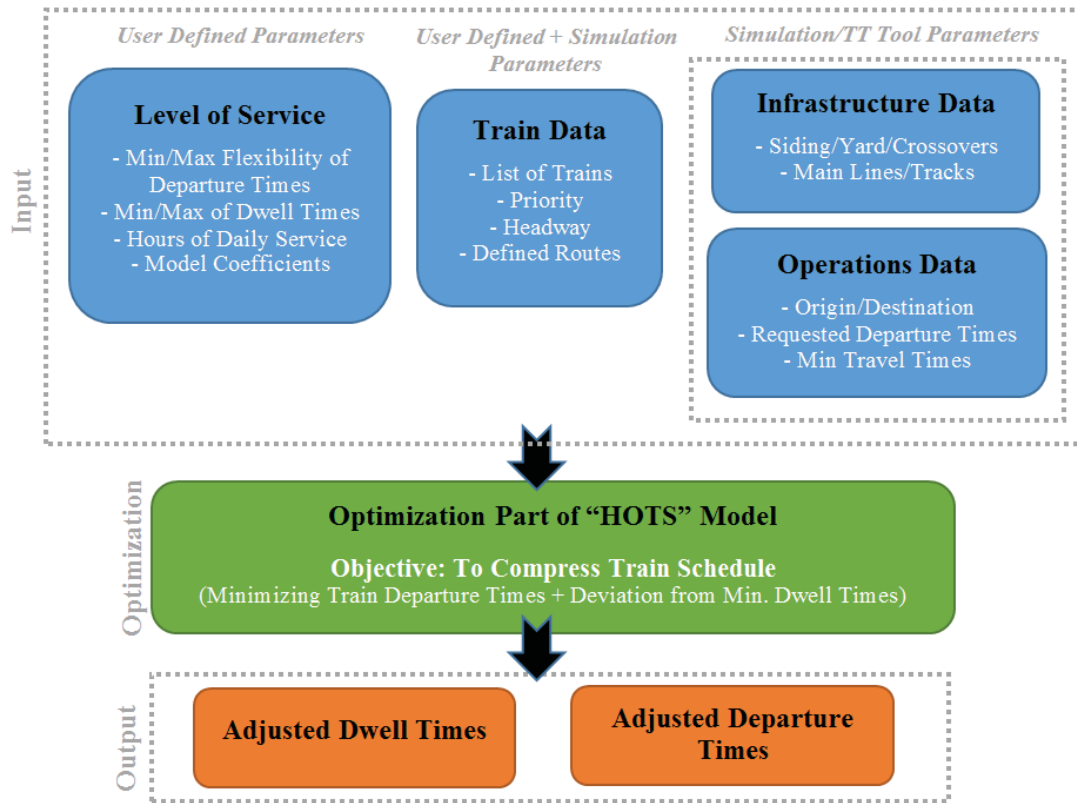 User Defined Parameters
User Defined + Simulation
Parameters
Simulation/TT Tool Parameters
Input
Level of Service
- Min/Max Flexibility of
Departure Times
- Min/Max of Dwell Times
- Hours of Daily Service
- Model Coefficients
Train Data
- List of Trains
- Priority
- Headway
- Defined Routes
Infrastructure Data
- Siding/Yard/Crossovers
- Main Lines/Tracks
Operations Data
- Origin/Destination
- Requested Departure Times
- Min Travel Times
Optimization
Optimization Part of “HOTS” Model
Objective: To Compress Train Schedule
(Minimizing Train Departure Times + Deviation from Min. Dwell Times)
Output
Adjusted Dwell Times
Adjusted Departure
Times